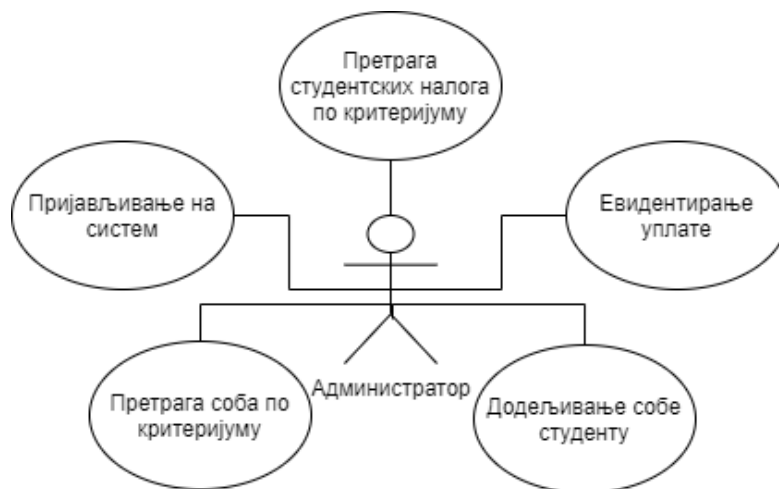 Претрага
студентских налога
по критеријуму
Пријављивање на
систем
Евидентирање
уплате
Администратор
Претрага соба по
критеријуму
Додељивање собе
студенту